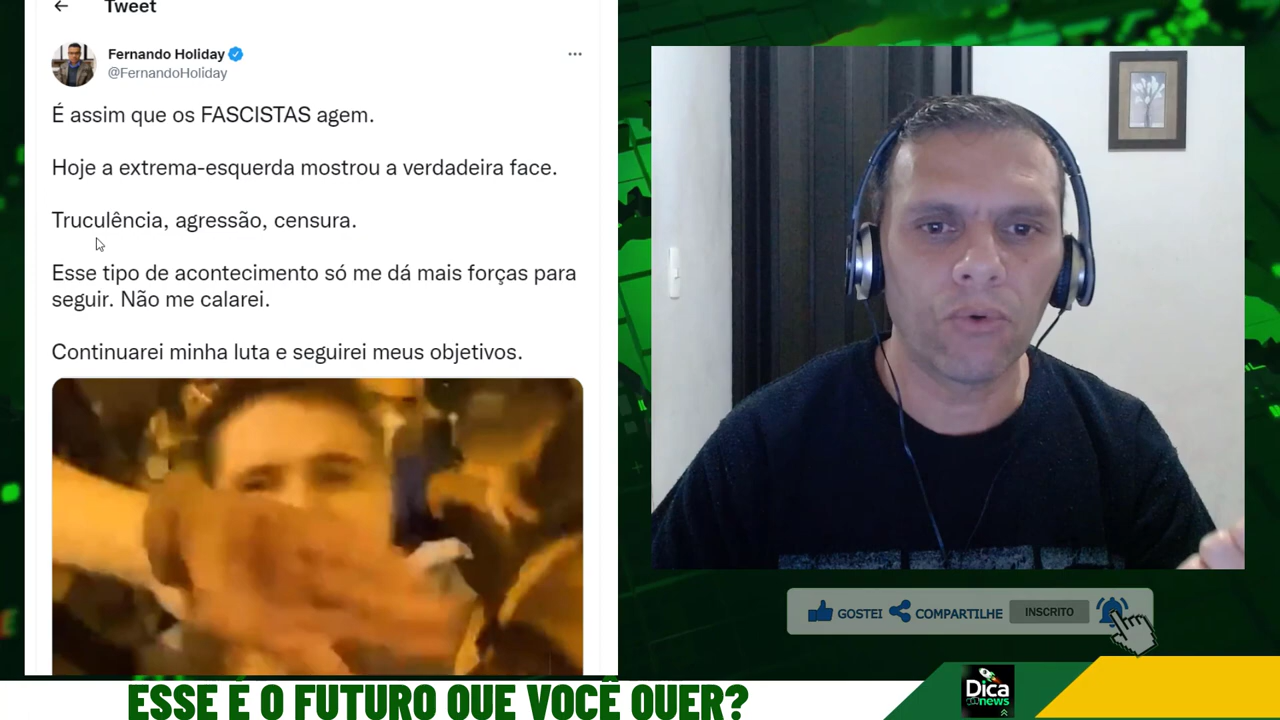 Tweet
Fernando Holiday
@FernandoHoliday
É assim que os FASCISTAS agem.
Hoje a extrema-esquerda mostrou a verdadeira face.
Truculência, agressão, censura.
Esse tipo de acontecimento só me dá mais forças para
seguir. Não me calarei.
Continuarei minha luta e seguirei meus objetivos.
GOSTEI
COMPARTILHE
INSCRITO
ESSE É O FUTURO QUE VOCÊ QUER?
Dica
news